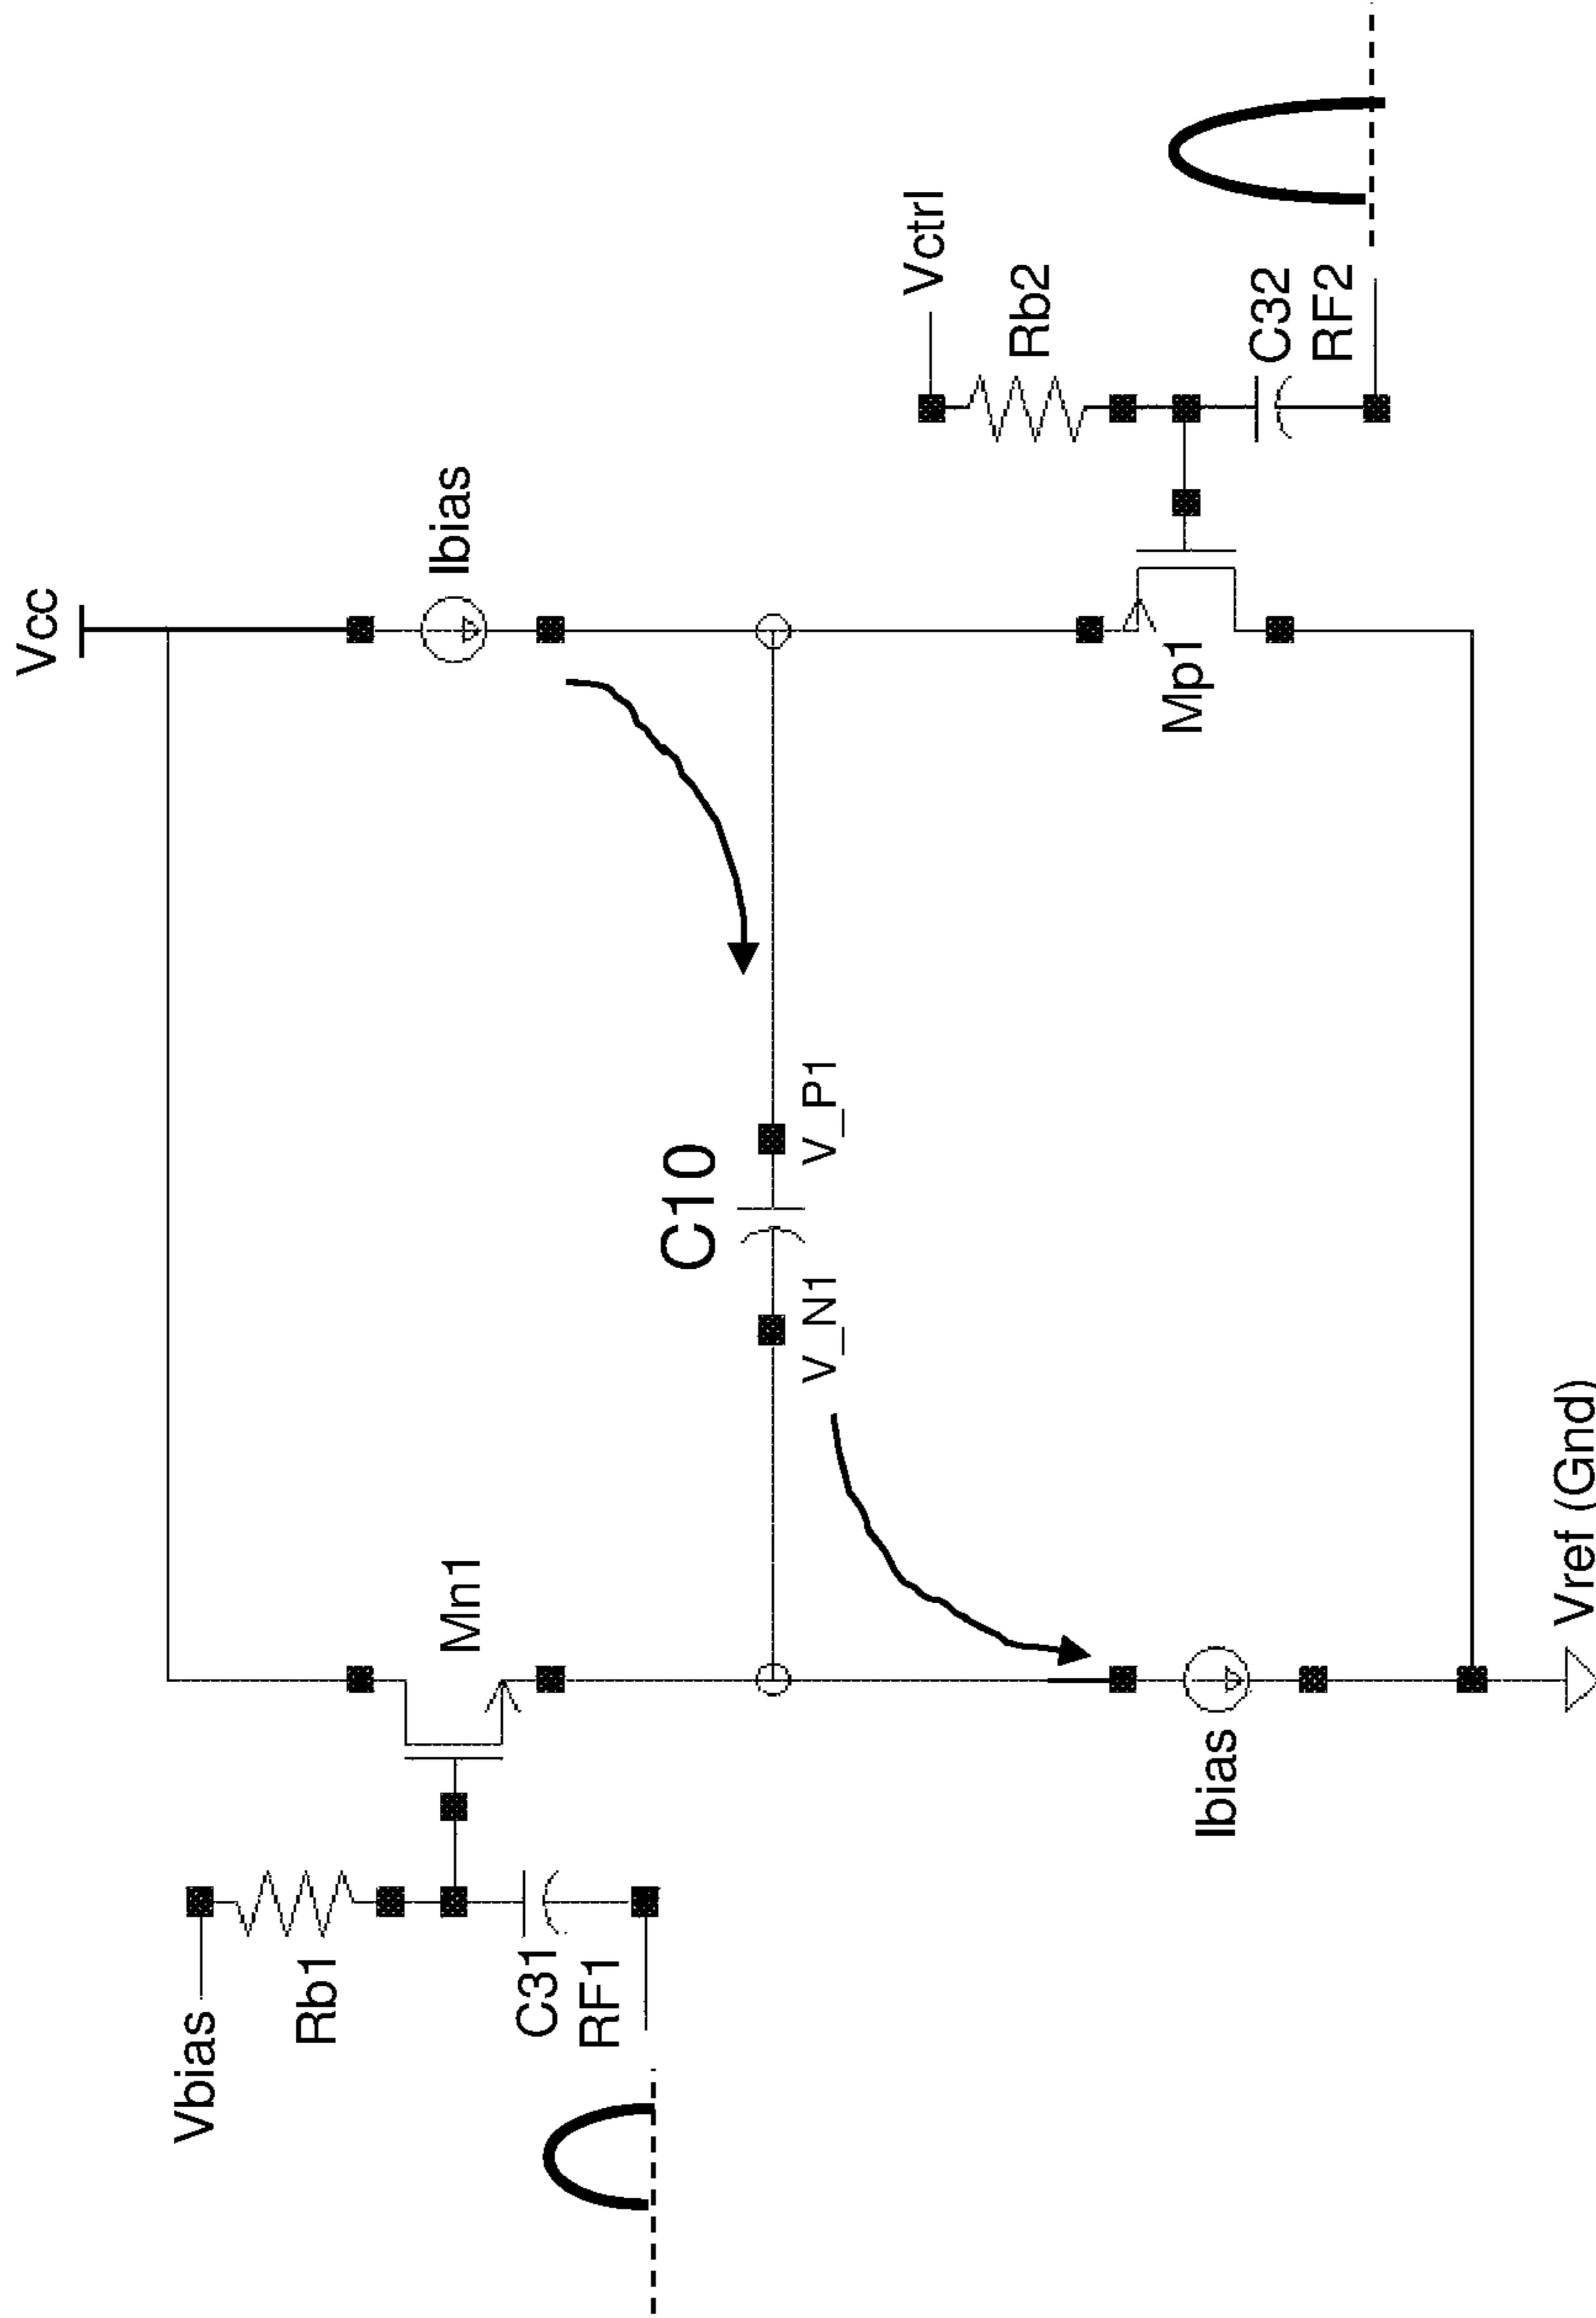 Vcc
Vbias
Rb1
C31
RF1
Mn1
Ibias
C10
V_N1
V_P1
Vctrl
Rb2
C32
RF2
Mp1
Ibias
Vref (Gnd)